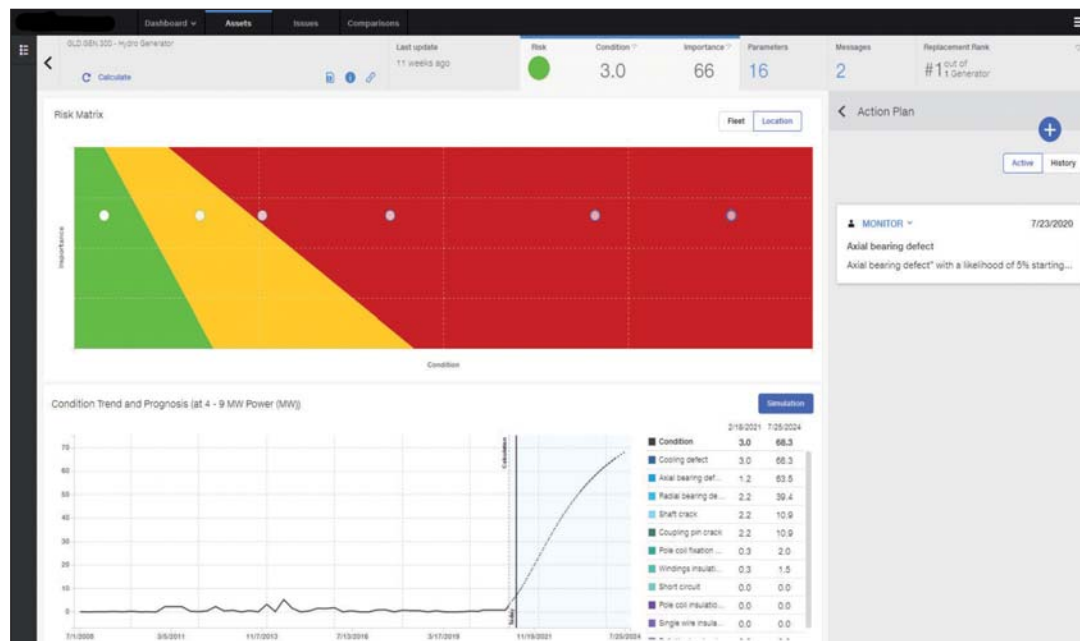 Dashboard Assets Issues Comparisons
GLD.GEN.300 - Hydro Generator
Calculate
Last update
11 weeks ago
Risk
Condition
3.0
Importance
66
Parameters
16
Messages
2
Replacement Rank
#1 out of 1 Generator
Risk Matrix
Fleet Location
Importance
Condition
Action Plan
Active History
MONITOR 7/23/2020
Axial bearing defect
Axial bearing defect" with a likelihood of 5% starting...
Condition Trend and Prognosis (at 4 - 9 MW Power (MW))
Simulation
70
60
50
40
30
20
10
0
Calculation
Today
7/1/2008 3/5/2011 11/7/2013 7/13/2016 3/17/2019 11/19/2021 7/25/2024
2/18/2021 7/25/2024
Condition 3.0 68.3
Cooling defect 3.0 68.3
Axial bearing def... 1.2 63.5
Radial bearing de... 2.2 39.4
Shaft crack 2.2 10.9
Coupling pin crack 2.2 10.9
Pole coil fixation ... 0.3 2.0
Windings insulati... 0.3 1.5
Short circuit 0.0 0.0
Pole coil insulatio... 0.0 0.0
Single wire insula... 0.0 0.0